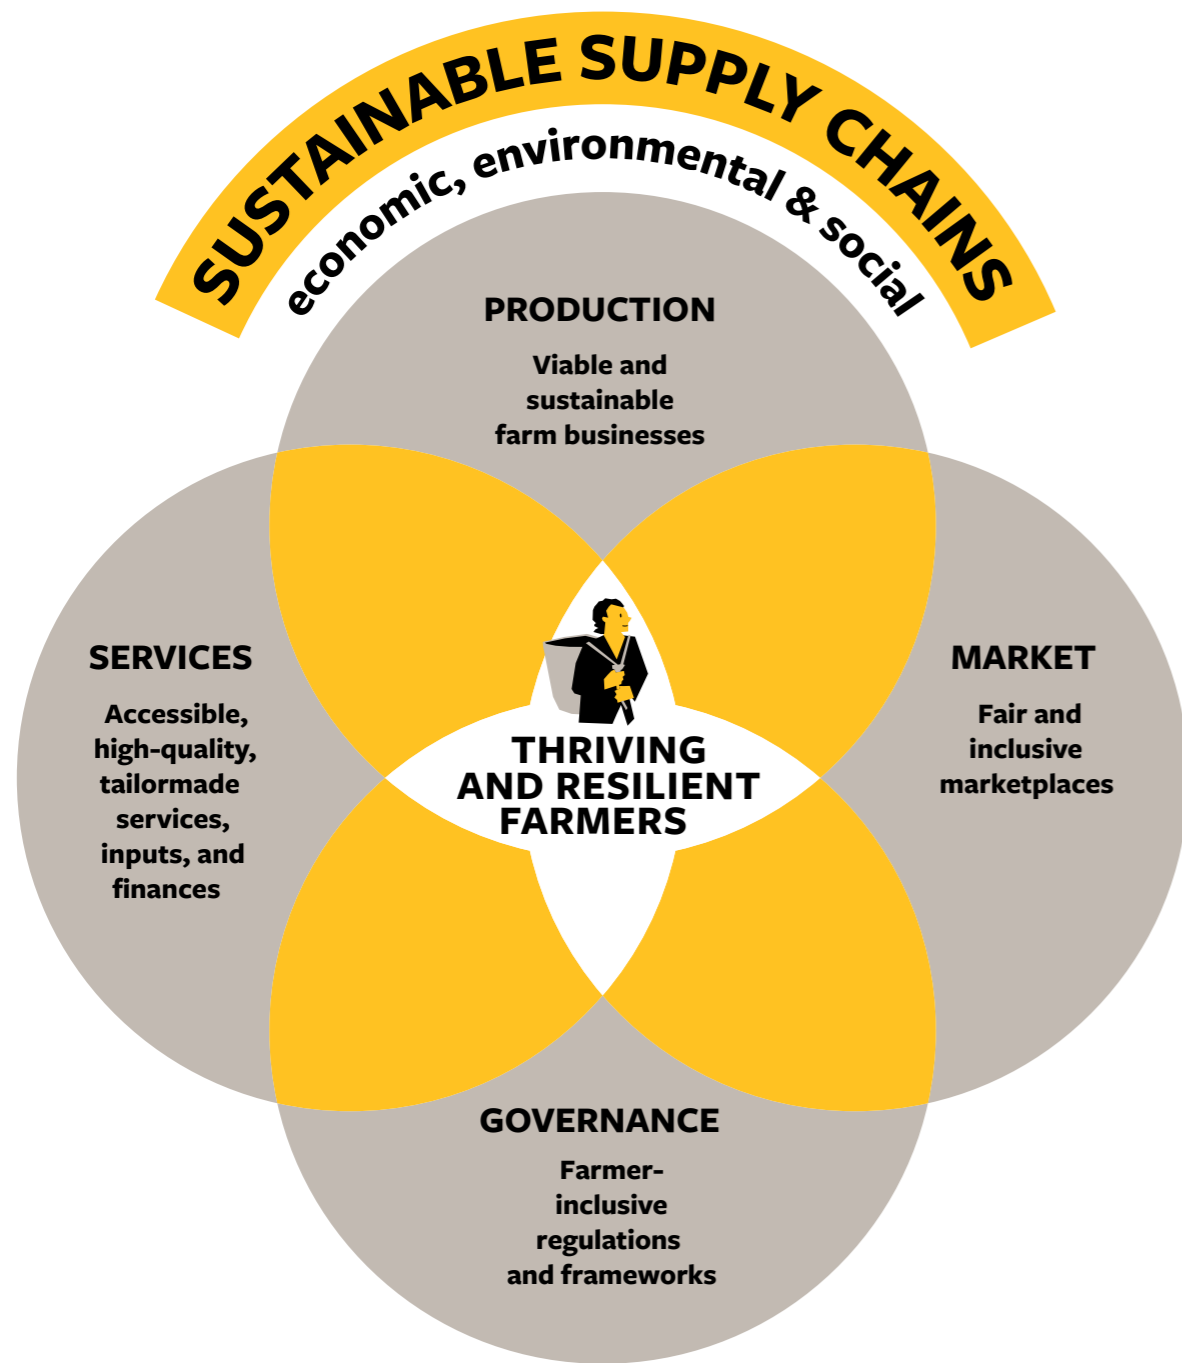 SUSTAINABLE SUPPLY CHAINS
economic, environmental & social
PRODUCTION
Viable and
sustainable
farm businesses
SERVICES
Accessible,
high-quality,
tailormade
services,
inputs, and
finances
THRIVING
AND RESILIENT
FARMERS
MARKET
Fair and
inclusive
marketplaces
GOVERNANCE
Farmer-
inclusive
regulations
and frameworks